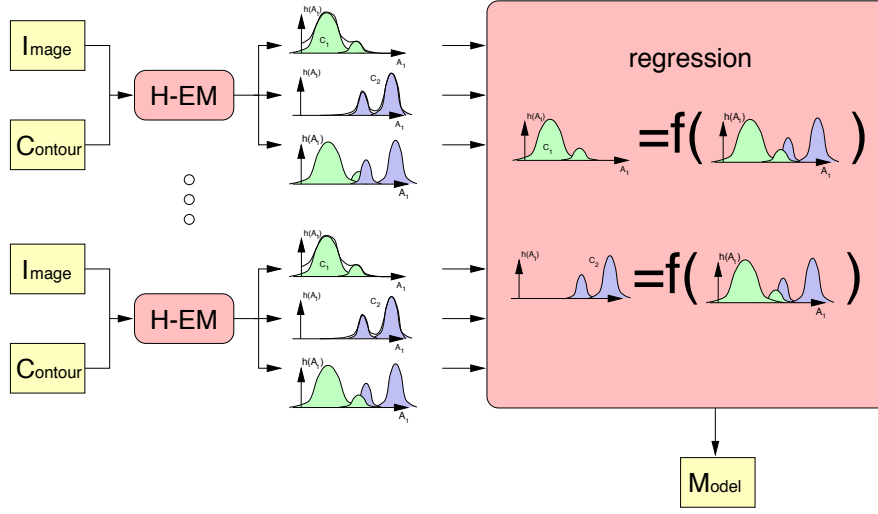 Image
H-EM
Contour
h(A1)
C1
A1
h(A1)
C2
A1
h(A1)
A1
Image
H-EM
Contour
h(A1)
C1
A1
h(A1)
C2
A1
h(A1)
A1
regression
h(A1)
C1
A1
=f(
h(A1)
A1
)
h(A1)
C2
A1
=f(
h(A1)
A1
)
Model